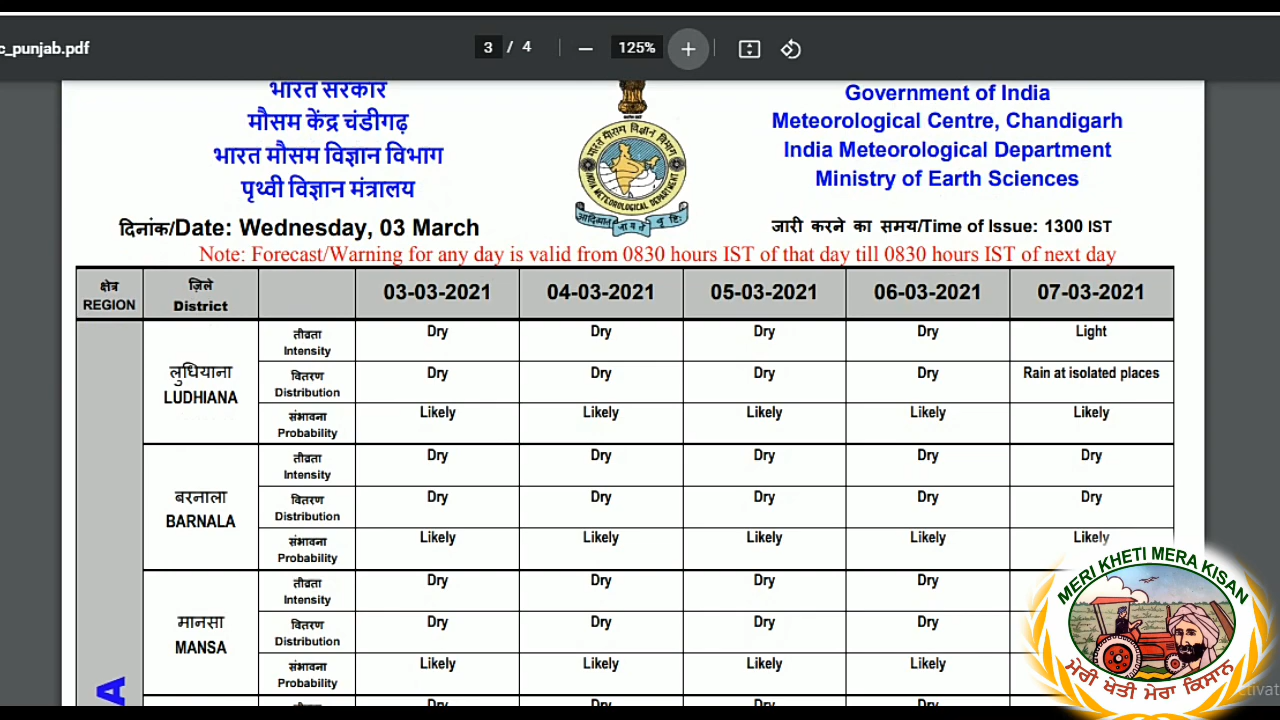 c_punjab.pdf
3 / 4
125%
भारत सरकार
मौसम केंद्र चंडीगढ़
भारत मौसम विज्ञान विभाग
पृथ्वी विज्ञान मंत्रालय
Government of India
Meteorological Centre, Chandigarh
India Meteorological Department
Ministry of Earth Sciences
भारत मौसम विज्ञान विभाग
INDIA METEOROLOGICAL DEPARTMENT
दिनांक/Date: Wednesday, 03 March
जारी करने का समय/Time of Issue: 1300 IST
Note: Forecast/Warning for any day is valid from 0830 hours IST of that day till 0830 hours IST of next day
क्षेत्र REGION ज़िले District 03-03-2021 04-03-2021 05-03-2021 06-03-2021 07-03-2021
लुधियाना LUDHIANA
तीव्रता Intensity Dry Dry Dry Dry Light
वितरण Distribution Dry Dry Dry Dry Rain at isolated places
संभावना Probability Likely Likely Likely Likely Likely
बरनाला BARNALA
तीव्रता Intensity Dry Dry Dry Dry Dry
वितरण Distribution Dry Dry Dry Dry Dry
संभावना Probability Likely Likely Likely Likely Likely
मानसा MANSA
तीव्रता Intensity Dry Dry Dry Dry
वितरण Distribution Dry Dry Dry Dry
संभावना Probability Likely Likely Likely Likely
A
MERI KHETI MERA KISAN
ਮੇਰੀ ਖੇਤੀ ਮੇਰਾ ਕਿਸਾਨ